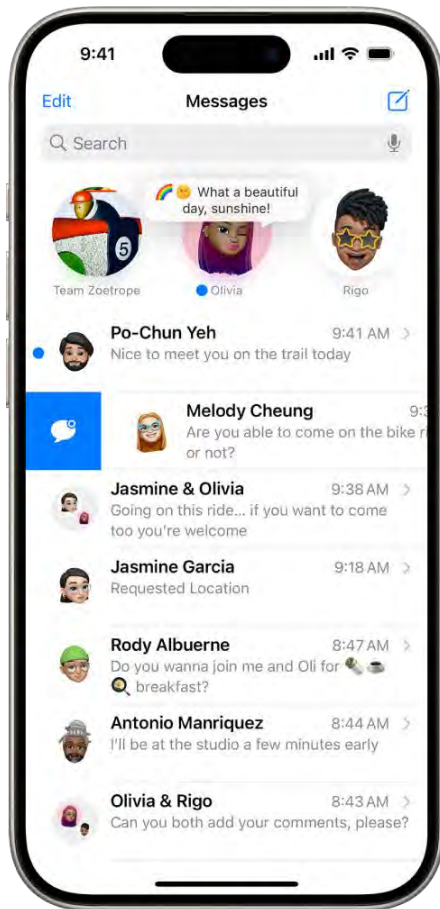 9:41
Edit
Messages
Search
🌈 🌞 What a beautiful
day, sunshine!
5
Team Zoetrope
Olivia
Rigo
Po-Chun Yeh
9:41 AM
Nice to meet you on the trail today
Melody Cheung
Are you able to come on the bike
or not?
Jasmine & Olivia
9:38 AM
Going on this ride... if you want to come
too you're welcome
Jasmine Garcia
9:18 AM
Requested Location
Rody Albuerne
8:47 AM
Do you wanna join me and Oli for 🌯 ☕
🍳 breakfast?
Antonio Manriquez
8:44 AM
I'll be at the studio a few minutes early
Olivia & Rigo
8:43 AM
Can you both add your comments, please?